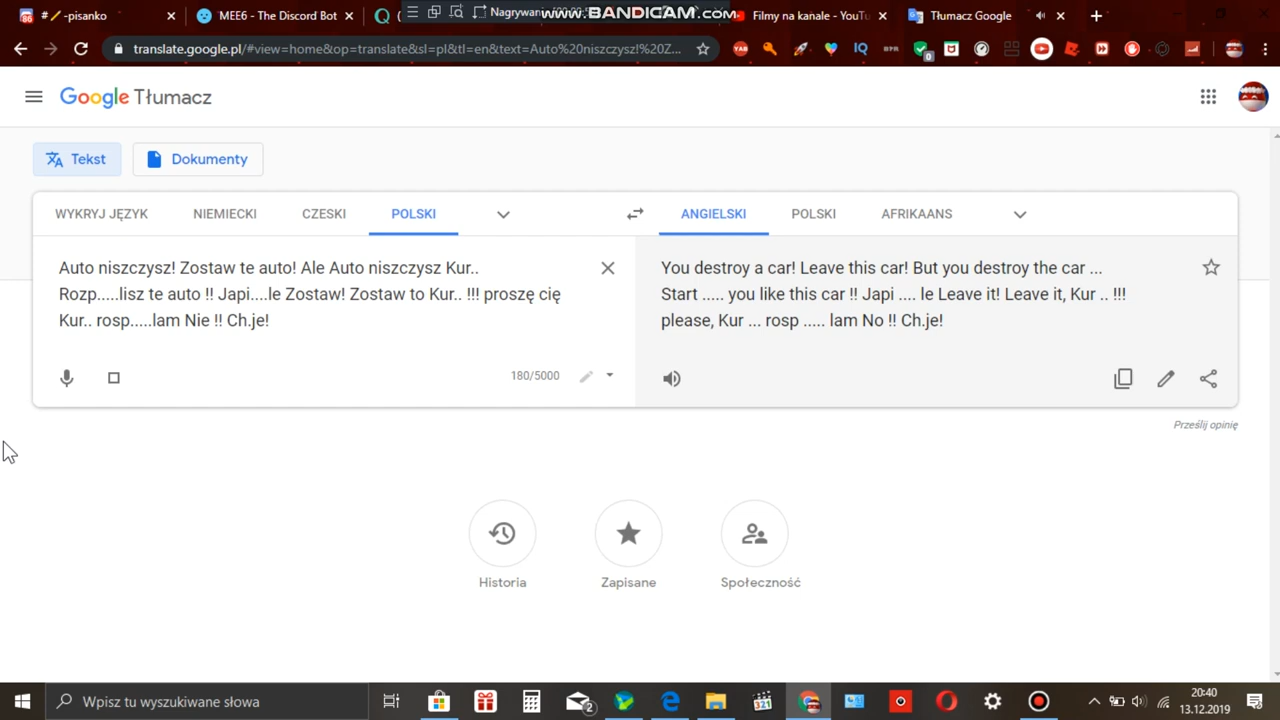 #🖊-pisanko
MEE6 - The Discord Bot
Nagrywani
www.BANDICAM.com
Filmy na kanale - YouTu
Tłumacz Google
translate.google.pl/#view=home&op=translate&sl=pl&tl=en&text=Auto%20niszczysz!%20Z...
IQ
0
Google Tłumacz
Tekst
Dokumenty
WYKRYJ JĘZYK NIEMIECKI CZESKI POLSKI
ANGIELSKI POLSKI AFRIKAANS
Auto niszczysz! Zostaw te auto! Ale Auto niszczysz Kur..
Rozp.....lisz te auto !! Japi....le Zostaw! Zostaw to Kur.. !!! proszę cię
Kur.. rosp.....lam Nie !! Ch.je!
You destroy a car! Leave this car! But you destroy the car ...
Start ..... you like this car !! Japi .... le Leave it! Leave it, Kur .. !!!
please, Kur ... rosp ..... lam No !! Ch.je!
180/5000
Prześlij opinię
Historia
Zapisane
Społeczność
Wpisz tu wyszukiwane słowa
2
321
20:40
13.12.2019